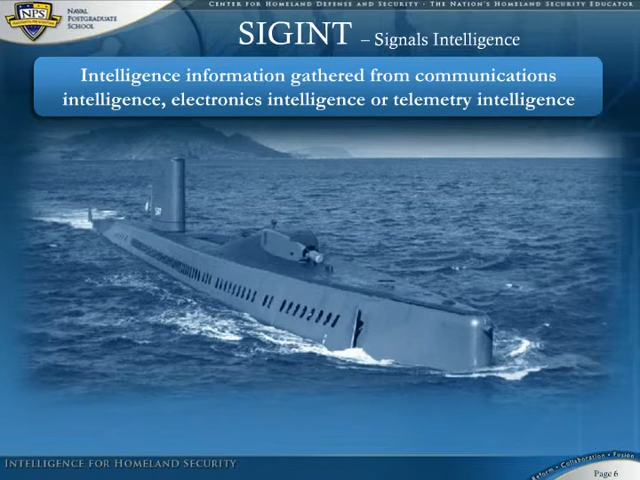 CENTER FOR HOMELAND DEFENSE AND SECURITY · THE NATION'S HOMELAND SECURITY EDUCATOR
NPS
NAVAL
POSTGRADUATE
SCHOOL
SIGINT – Signals Intelligence
Intelligence information gathered from communications
intelligence, electronics intelligence or telemetry intelligence
INTELLIGENCE FOR HOMELAND SECURITY
Reform • Collaboration • Fusion
Page 6